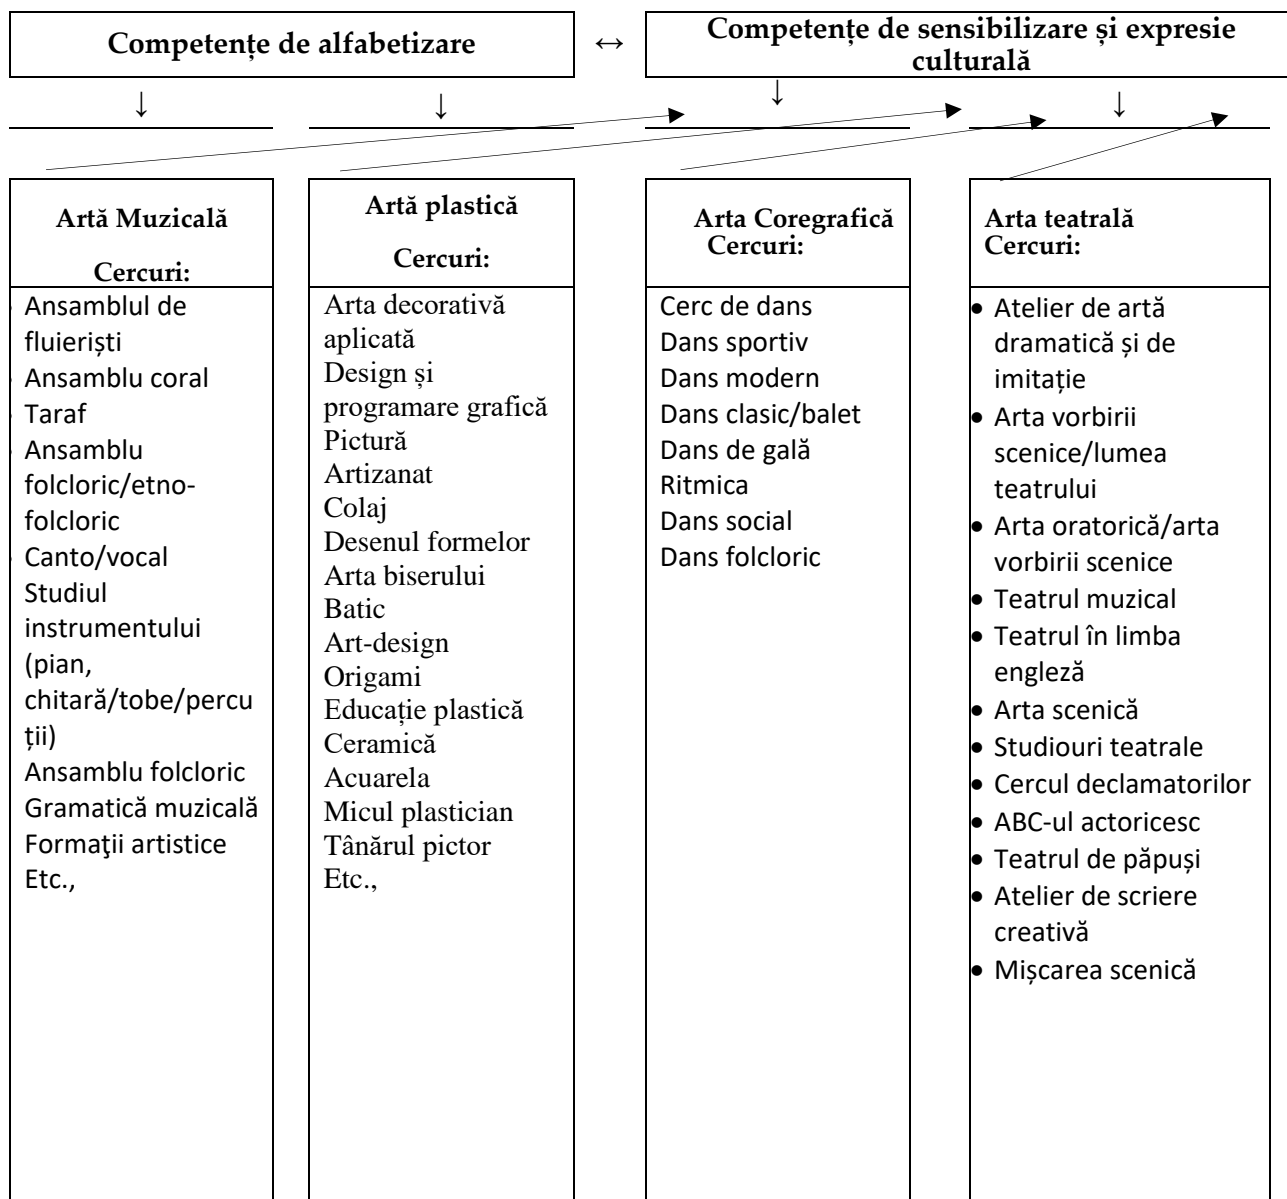 Competențe de alfabetizare
↔
Competențe de sensibilizare și expresie
culturală
Artă Muzicală
Cercuri:
Ansamblul de
fluieriști
Ansamblu coral
Taraf
Ansamblu
folcloric/etno-
folcloric
Canto/vocal
Studiul
instrumentului
(pian,
chitară/tobe/percu
ții)
Ansamblu folcloric
Gramatică muzicală
Formaţii artistice
Etc.,
Artă plastică
Cercuri:
Arta decorativă
aplicată
Design și
programare grafică
Pictură
Artizanat
Colaj
Desenul formelor
Arta biserului
Batic
Art-design
Origami
Educație plastică
Ceramică
Acuarela
Micul plastician
Tânărul pictor
Etc.,
Arta Coregrafică
Cercuri:
Cerc de dans
Dans sportiv
Dans modern
Dans clasic/balet
Dans de gală
Ritmica
Dans social
Dans folcloric
Arta teatrală
Cercuri:
• Atelier de artă
dramatică și de
imitație
• Arta vorbirii
scenice/lumea
teatrului
• Arta oratorică/arta
vorbirii scenice
• Teatrul muzical
• Teatrul în limba
engleză
• Arta scenică
• Studiouri teatrale
• Cercul declamatorilor
• ABC-ul actoricesc
• Teatrul de păpuși
• Atelier de scriere
creativă
• Mișcarea scenică